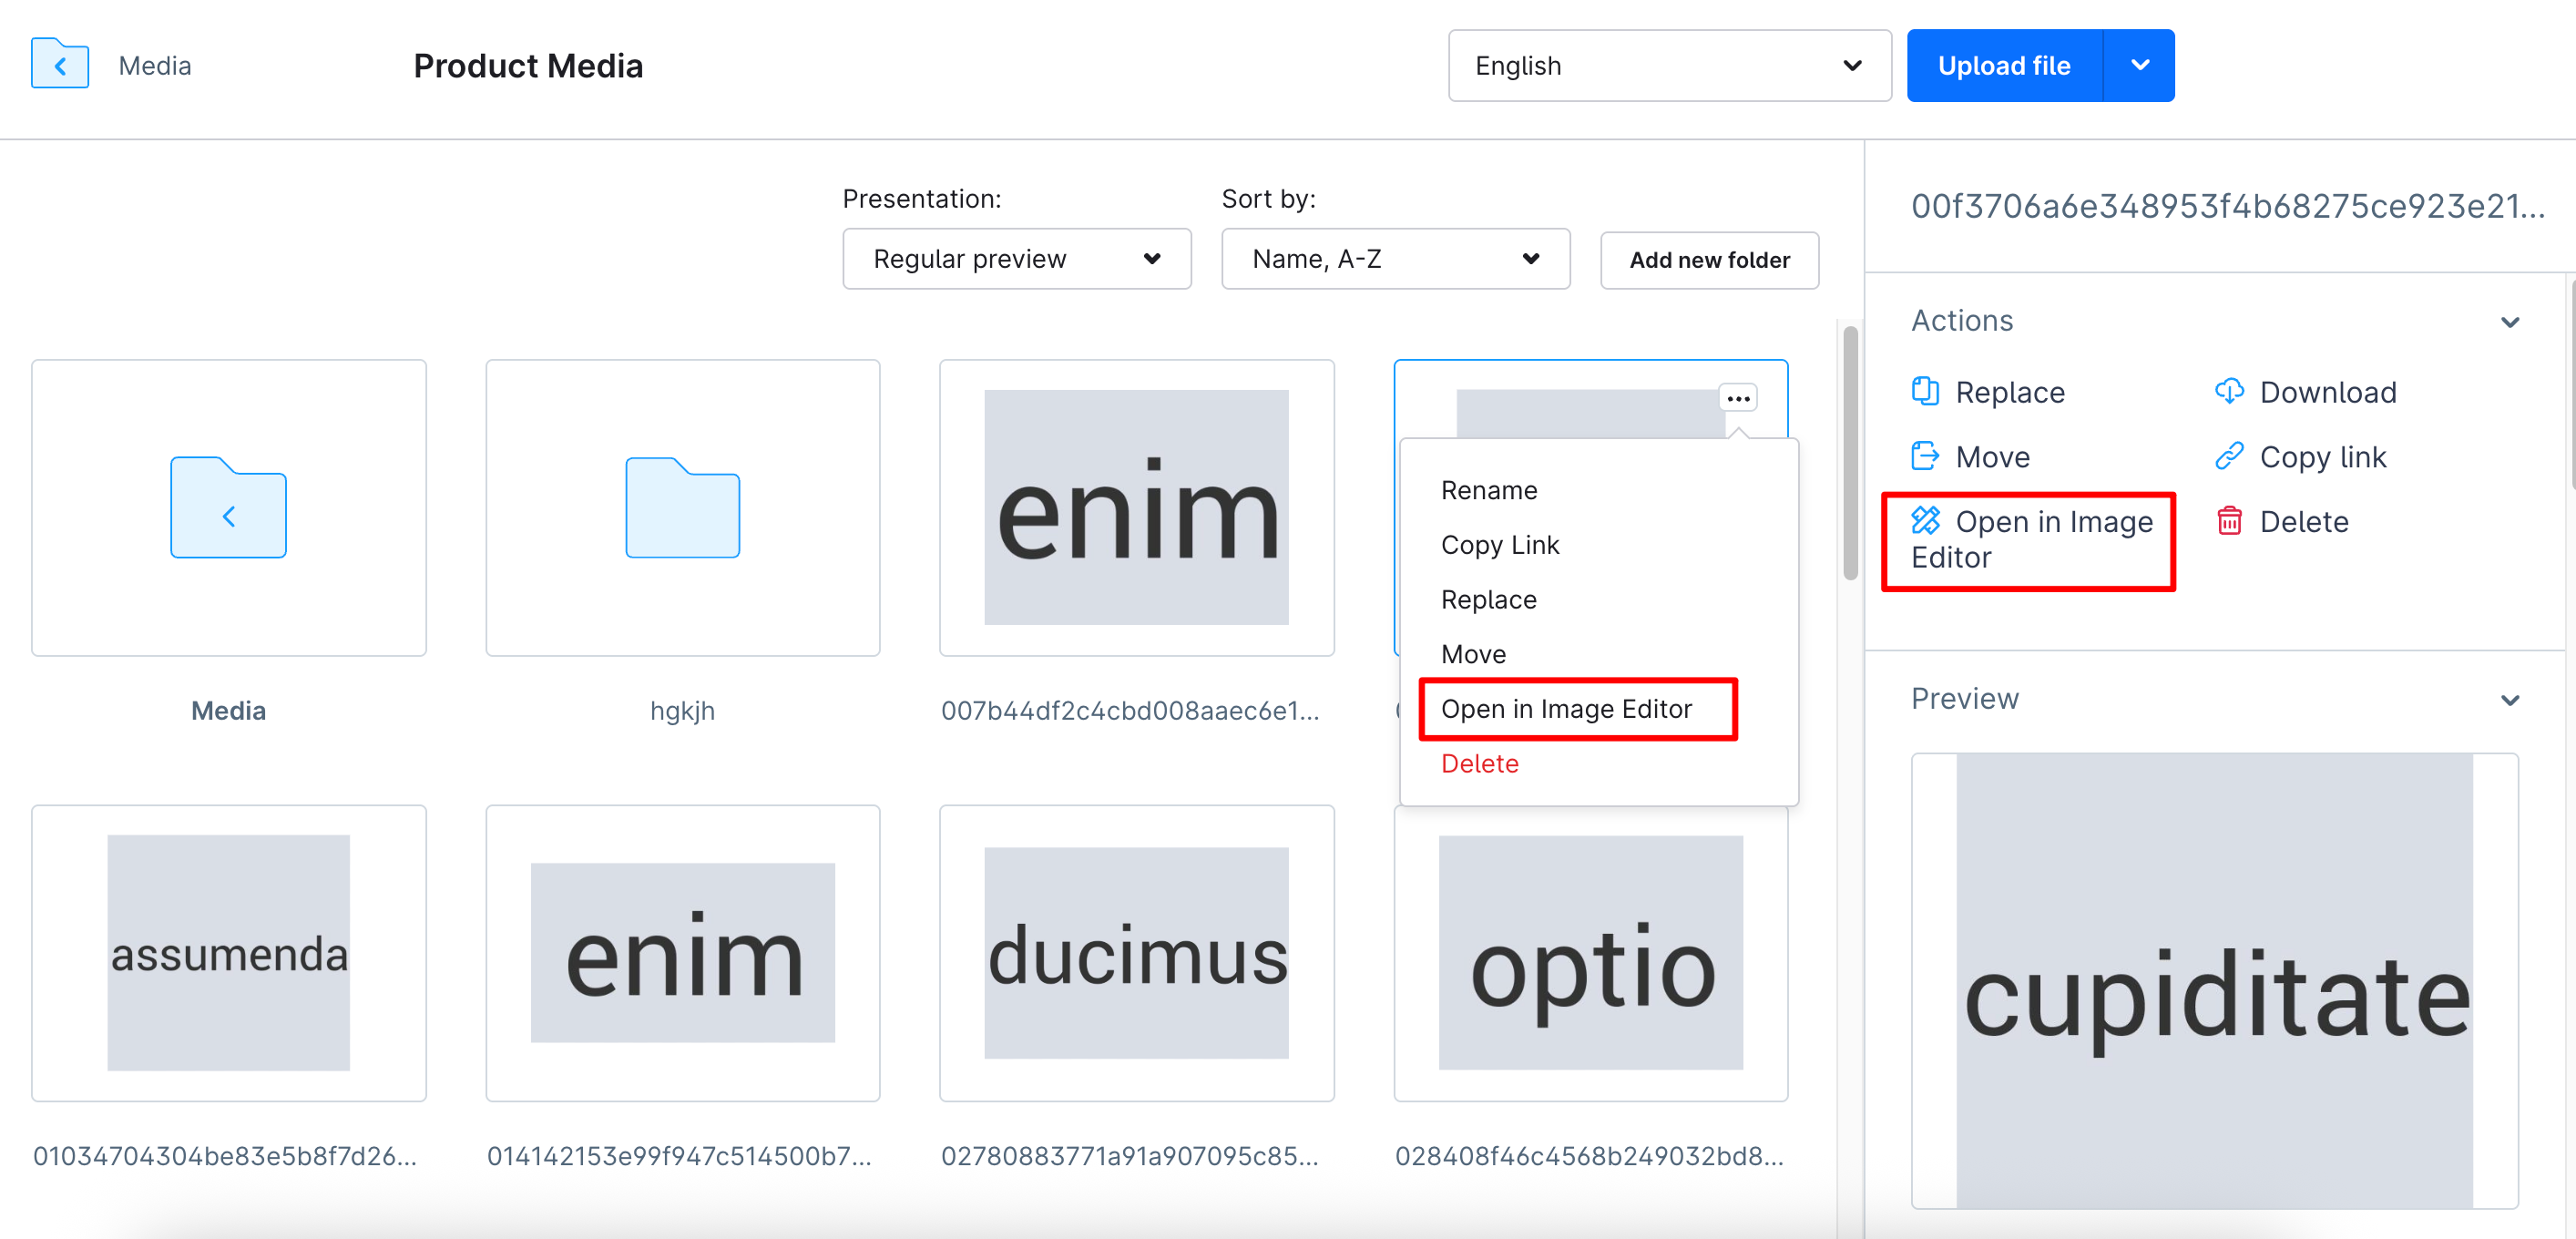 Media
Product Media
English
Upload file
Presentation:
Sort by:
Regular preview
Name, A-Z
Add new folder
00f3706a6e348953f4b68275ce923e21...
Actions
Replace
Download
Move
Copy link
Open in Image
Editor
Delete
Preview
cupiditate
enim
...
Rename
Copy Link
Replace
Move
Open in Image Editor
Delete
Media
hgkjh
007b44df2c4cbd008aaec6e1...
assumenda
enim
ducimus
optio
01034704304be83e5b8f7d26...
014142153e99f947c514500b7...
02780883771a91a907095c85...
028408f46c4568b249032bd8...